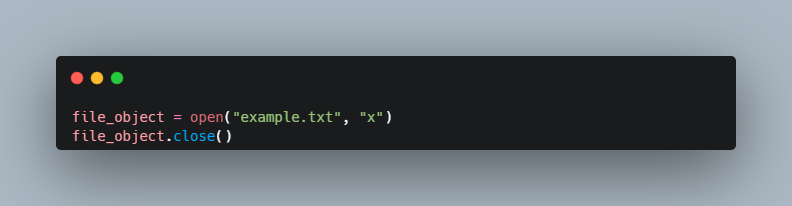 file_object = open("example.txt", "x")
file_object.close()